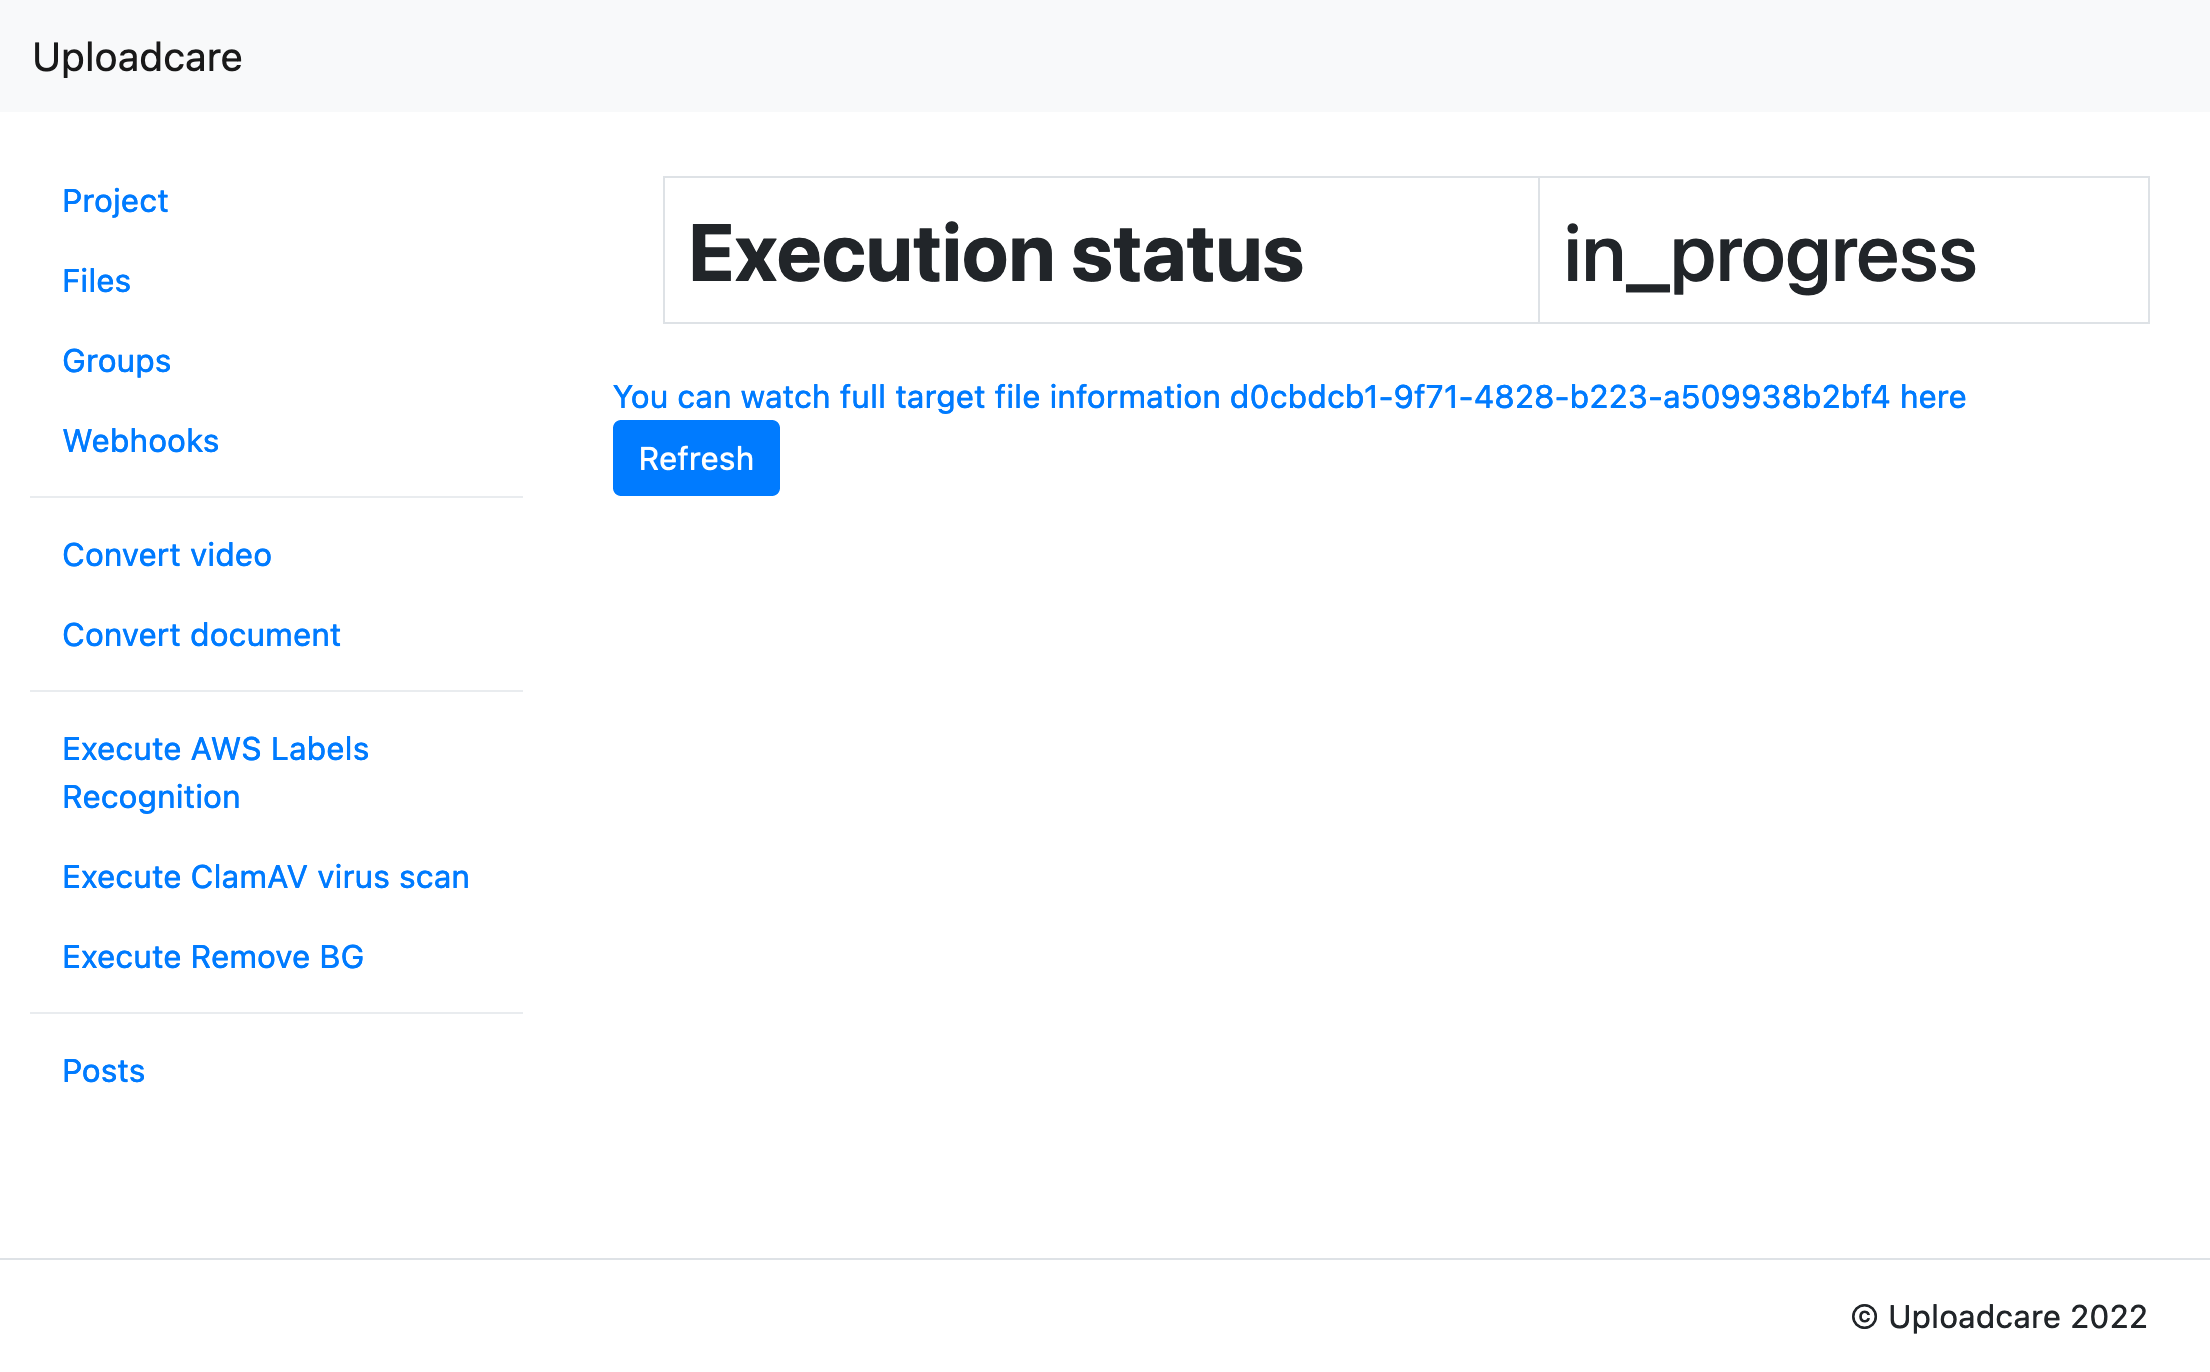 Uploadcare
Project
Files
Groups
Webhooks
Convert video
Convert document
Execute AWS Labels
Recognition
Execute ClamAV virus scan
Execute Remove BG
Posts
Execution status in_progress
You can watch full target file information d0cbdcb1-9f71-4828-b223-a509938b2bf4 here
Refresh
© Uploadcare 2022